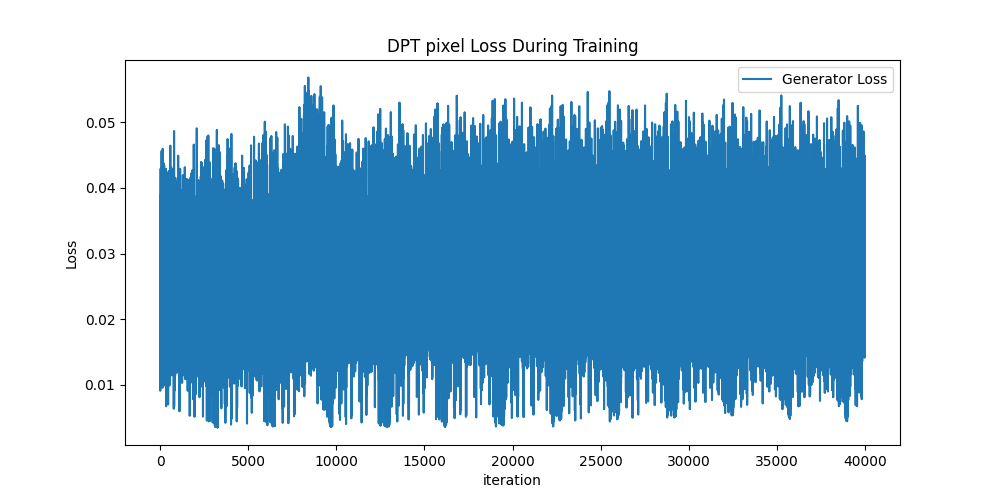 DPT pixel Loss During Training
Generator Loss
0.05
0.04
0.03
0.02
0.01
Loss
0 5000 10000 15000 20000 25000 30000 35000 40000
iteration